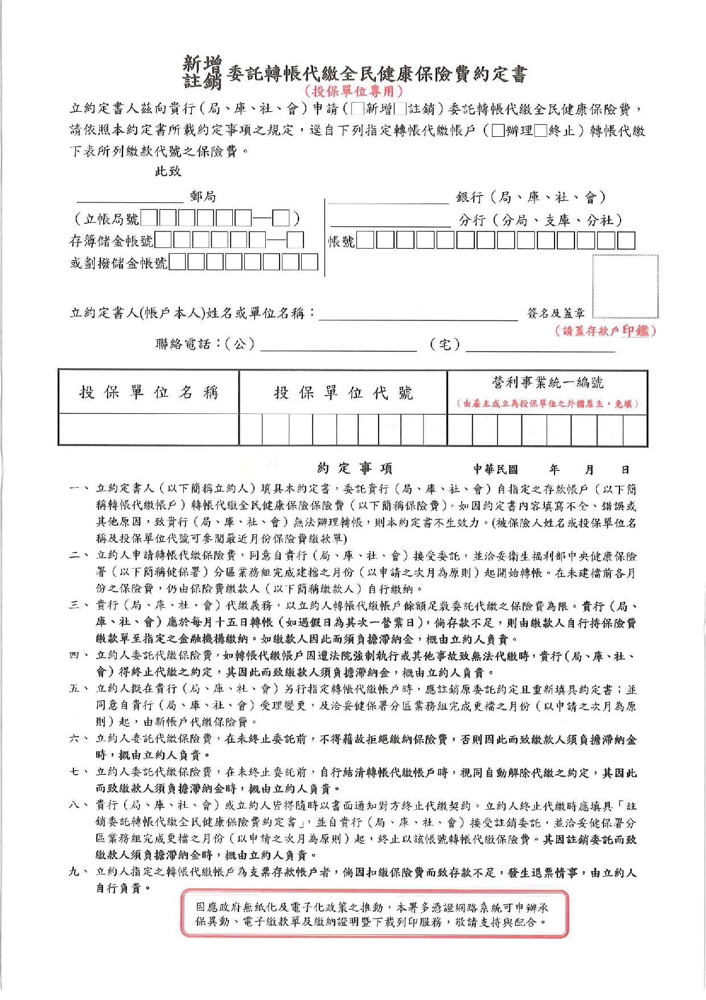 新增
註銷 委託轉帳代繳全民健康保險費約定書
（投保單位專用）
立約定書人茲向貴行（局、庫、社、會）申請（□新增□註銷）委託轉帳代繳全民健康保險費，
請依照本約定書所載約定事項之規定，逕自下列指定轉帳代繳帳戶（□辦理□終止）轉帳代繳
下表所列繳款代號之保險費。
此致
＿＿＿＿＿＿ 郵局
（立帳局號□□□□□□—□）
存簿儲金帳號□□□□□□—□
或劃撥儲金帳號□□□□□□□□
＿＿＿＿＿＿ 銀行（局、庫、社、會）
＿＿＿＿＿＿ 分行（分局、支庫、分社）
帳號□□□□□□□□□□□□□□
立約定書人(帳戶本人)姓名或單位名稱：＿＿＿＿＿＿ 簽名及蓋章
（請蓋存款戶印鑑）
聯絡電話：（公）＿＿＿＿＿＿ （宅）＿＿＿＿＿＿
投保單位名稱 投保單位代號 營利事業統一編號
（由雇主成立為投保單位之外傭雇主，免填）
約定事項 中華民國 年 月 日
一、立約定書人（以下簡稱立約人）填具本約定書，委託貴行（局、庫、社、會）自指定之存款帳戶（以下簡
稱轉帳代繳帳戶）轉帳代繳全民健康保險保險費（以下簡稱保險費）。如因約定書內容填寫不全、錯誤或
其他原因，致貴行（局、庫、社、會）無法辦理轉帳，則本約定書不生效力。(被保險人姓名或投保單位名
稱及投保單位代號可參閱最近月份保險費繳款單)
二、立約人申請轉帳代繳保險費，同意自貴行（局、庫、社、會）接受委託，並洽妥衛生福利部中央健康保險
署（以下簡稱健保署）分區業務組完成建檔之月份（以申請之次月為原則）起開始轉帳。在未建檔前各月
份之保險費，仍由保險費繳款人（以下簡稱繳款人）自行繳納。
三、貴行（局、庫、社、會）代繳義務，以立約人轉帳代繳帳戶餘額足敷委託代繳之保險費為限。貴行（局、
庫、社、會）應於每月十五日轉帳（如遇假日為其次一營業日），倘存款不足，則由繳款人自行持保險費
繳款單至指定之金融機構繳納。如繳款人因此而須負擔滯納金，概由立約人負責。
四、立約人委託代繳保險費，如轉帳代繳帳戶因遭法院強制執行或其他事故致無法代繳時，貴行（局、庫、社、
會）得終止代繳之約定，其因此而致繳款人須負擔滯納金，概由立約人負責。
五、立約人擬在貴行（局、庫、社、會）另行指定轉帳代繳帳戶時，應註銷原委託約定且重新填具約定書；並
同意自貴行（局、庫、社、會）受理變更，及洽妥健保署分區業務組完成更檔之月份（以申請之次月為原
則）起，由新帳戶代繳保險費。
六、立約人委託代繳保險費，在未終止委託前，不得藉故拒絕繳納保險費，否則因此而致繳款人須負擔滯納金
時，概由立約人負責。
七、立約人委託代繳保險費，在未終止委託前，自行結清轉帳代繳帳戶時，視同自動解除代繳之約定，其因此
而致繳款人須負擔滯納金時，概由立約人負責。
八、貴行（局、庫、社、會）或立約人皆得隨時以書面通知對方終止代繳契約。立約人終止代繳時應填具「註
銷委託轉帳代繳全民健康保險費約定書」，並自貴行（局、庫、社、會）接受註銷委託，並洽妥健保署分
區業務組完成更檔之月份（以申請之次月為原則）起，終止以該帳號轉帳代繳保險費。其因註銷委託而致
繳款人須負擔滯納金時，概由立約人負責。
九、立約人指定之轉帳代繳帳戶為支票存款帳戶者，倘因扣繳保險費而致存款不足，發生退票情事，由立約人
自行負責。
因應政府無紙化及電子化政策之推動，本署多憑證網路系統可申辦承
保異動、電子繳款單及繳納證明暨下載列印服務，敬請支持與配合。